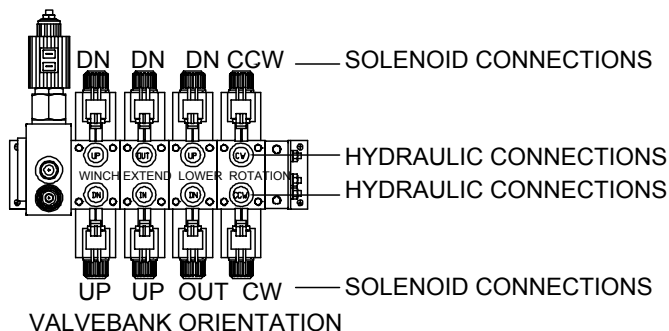 DN DN DN CCW SOLENOID CONNECTIONS
UP OUT UP CW HYDRAULIC CONNECTIONS
WINCH EXTEND LOWER ROTATION
DN IN DN CCW HYDRAULIC CONNECTIONS
UP UP OUT CW SOLENOID CONNECTIONS
VALVEBANK ORIENTATION